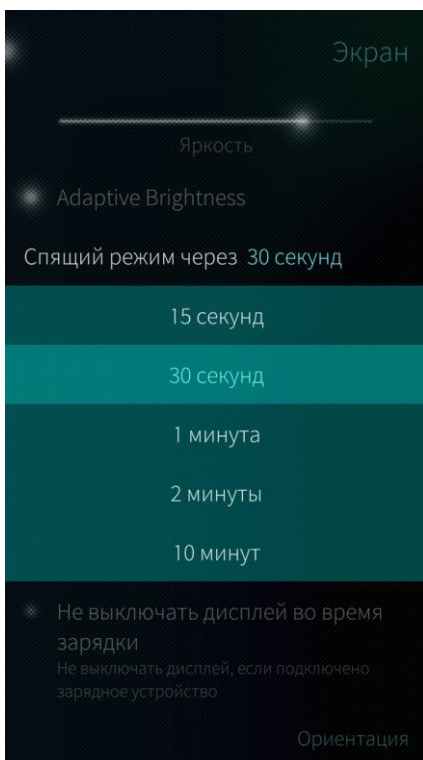 Экран
Яркость
Adaptive Brightness
Спящий режим через 30 секунд
15 секунд
30 секунд
1 минута
2 минуты
10 минут
Не выключать дисплей во время
зарядки
Не выключать дисплей, если подключено
зарядное устройство
Ориентация